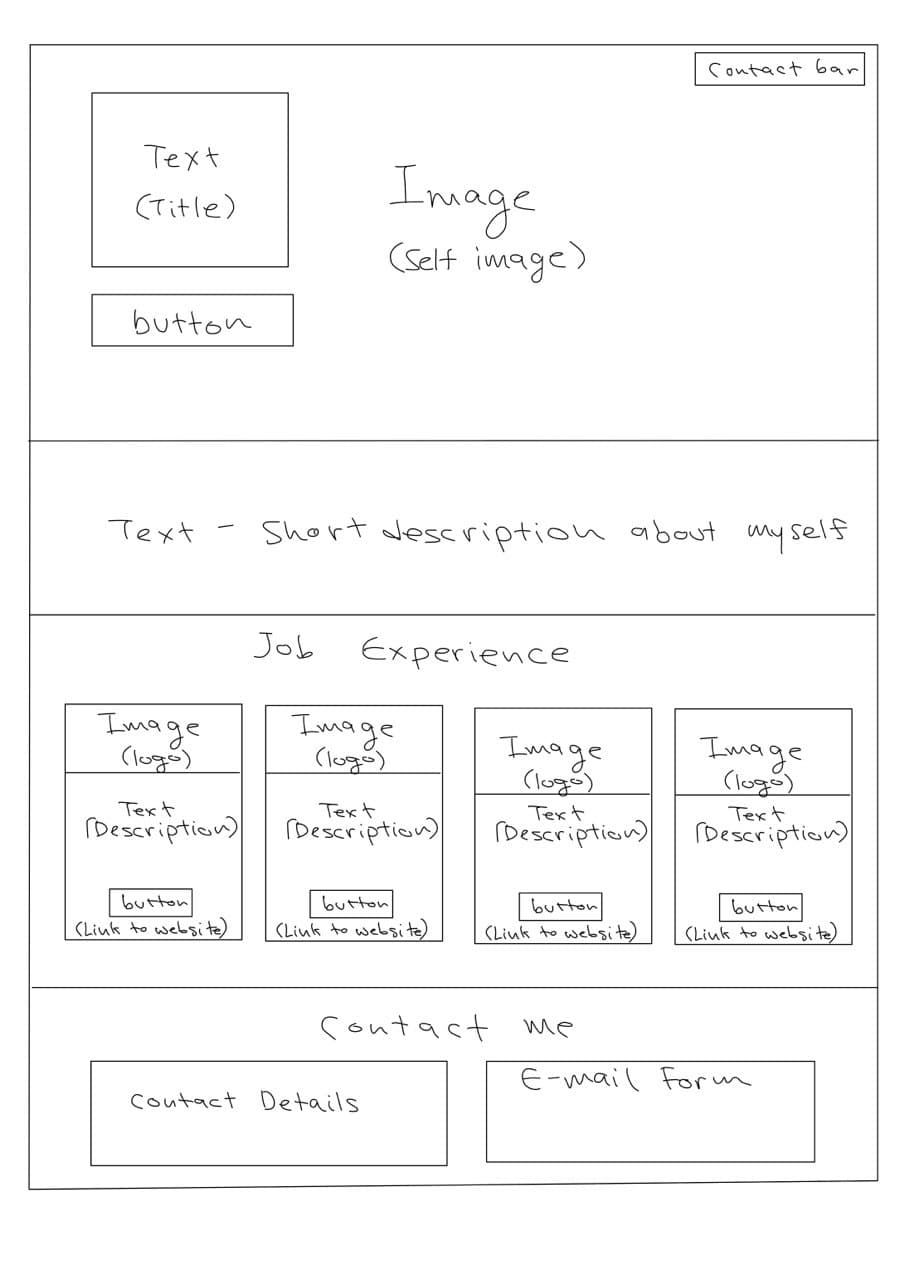 Contact bar
Text
(Title)
Image
(Self image)
button
Text - Short description about myself
Job Experience
Image
(logo)
Text
(Description)
button
(Link to website)
Image
(logo)
Text
(Description)
button
(Link to website)
Image
(logo)
Text
(Description)
button
(Link to website)
Image
(logo)
Text
(Description)
button
(Link to website)
Contact me
Contact Details
E-mail Form